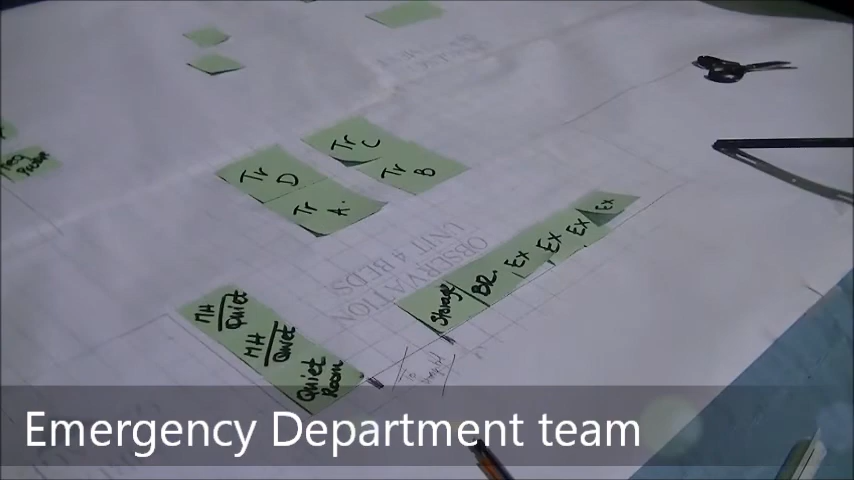 Tr
C
Tr
B
Tr
D
Tr
A.
Room
OBSERVATION
UNIT 4 BEDS
Storage
BR.
Ex
Ex
Ex
Ex
MH
Quiet
MH
Quiet
Quiet
Room
Emergency Department team